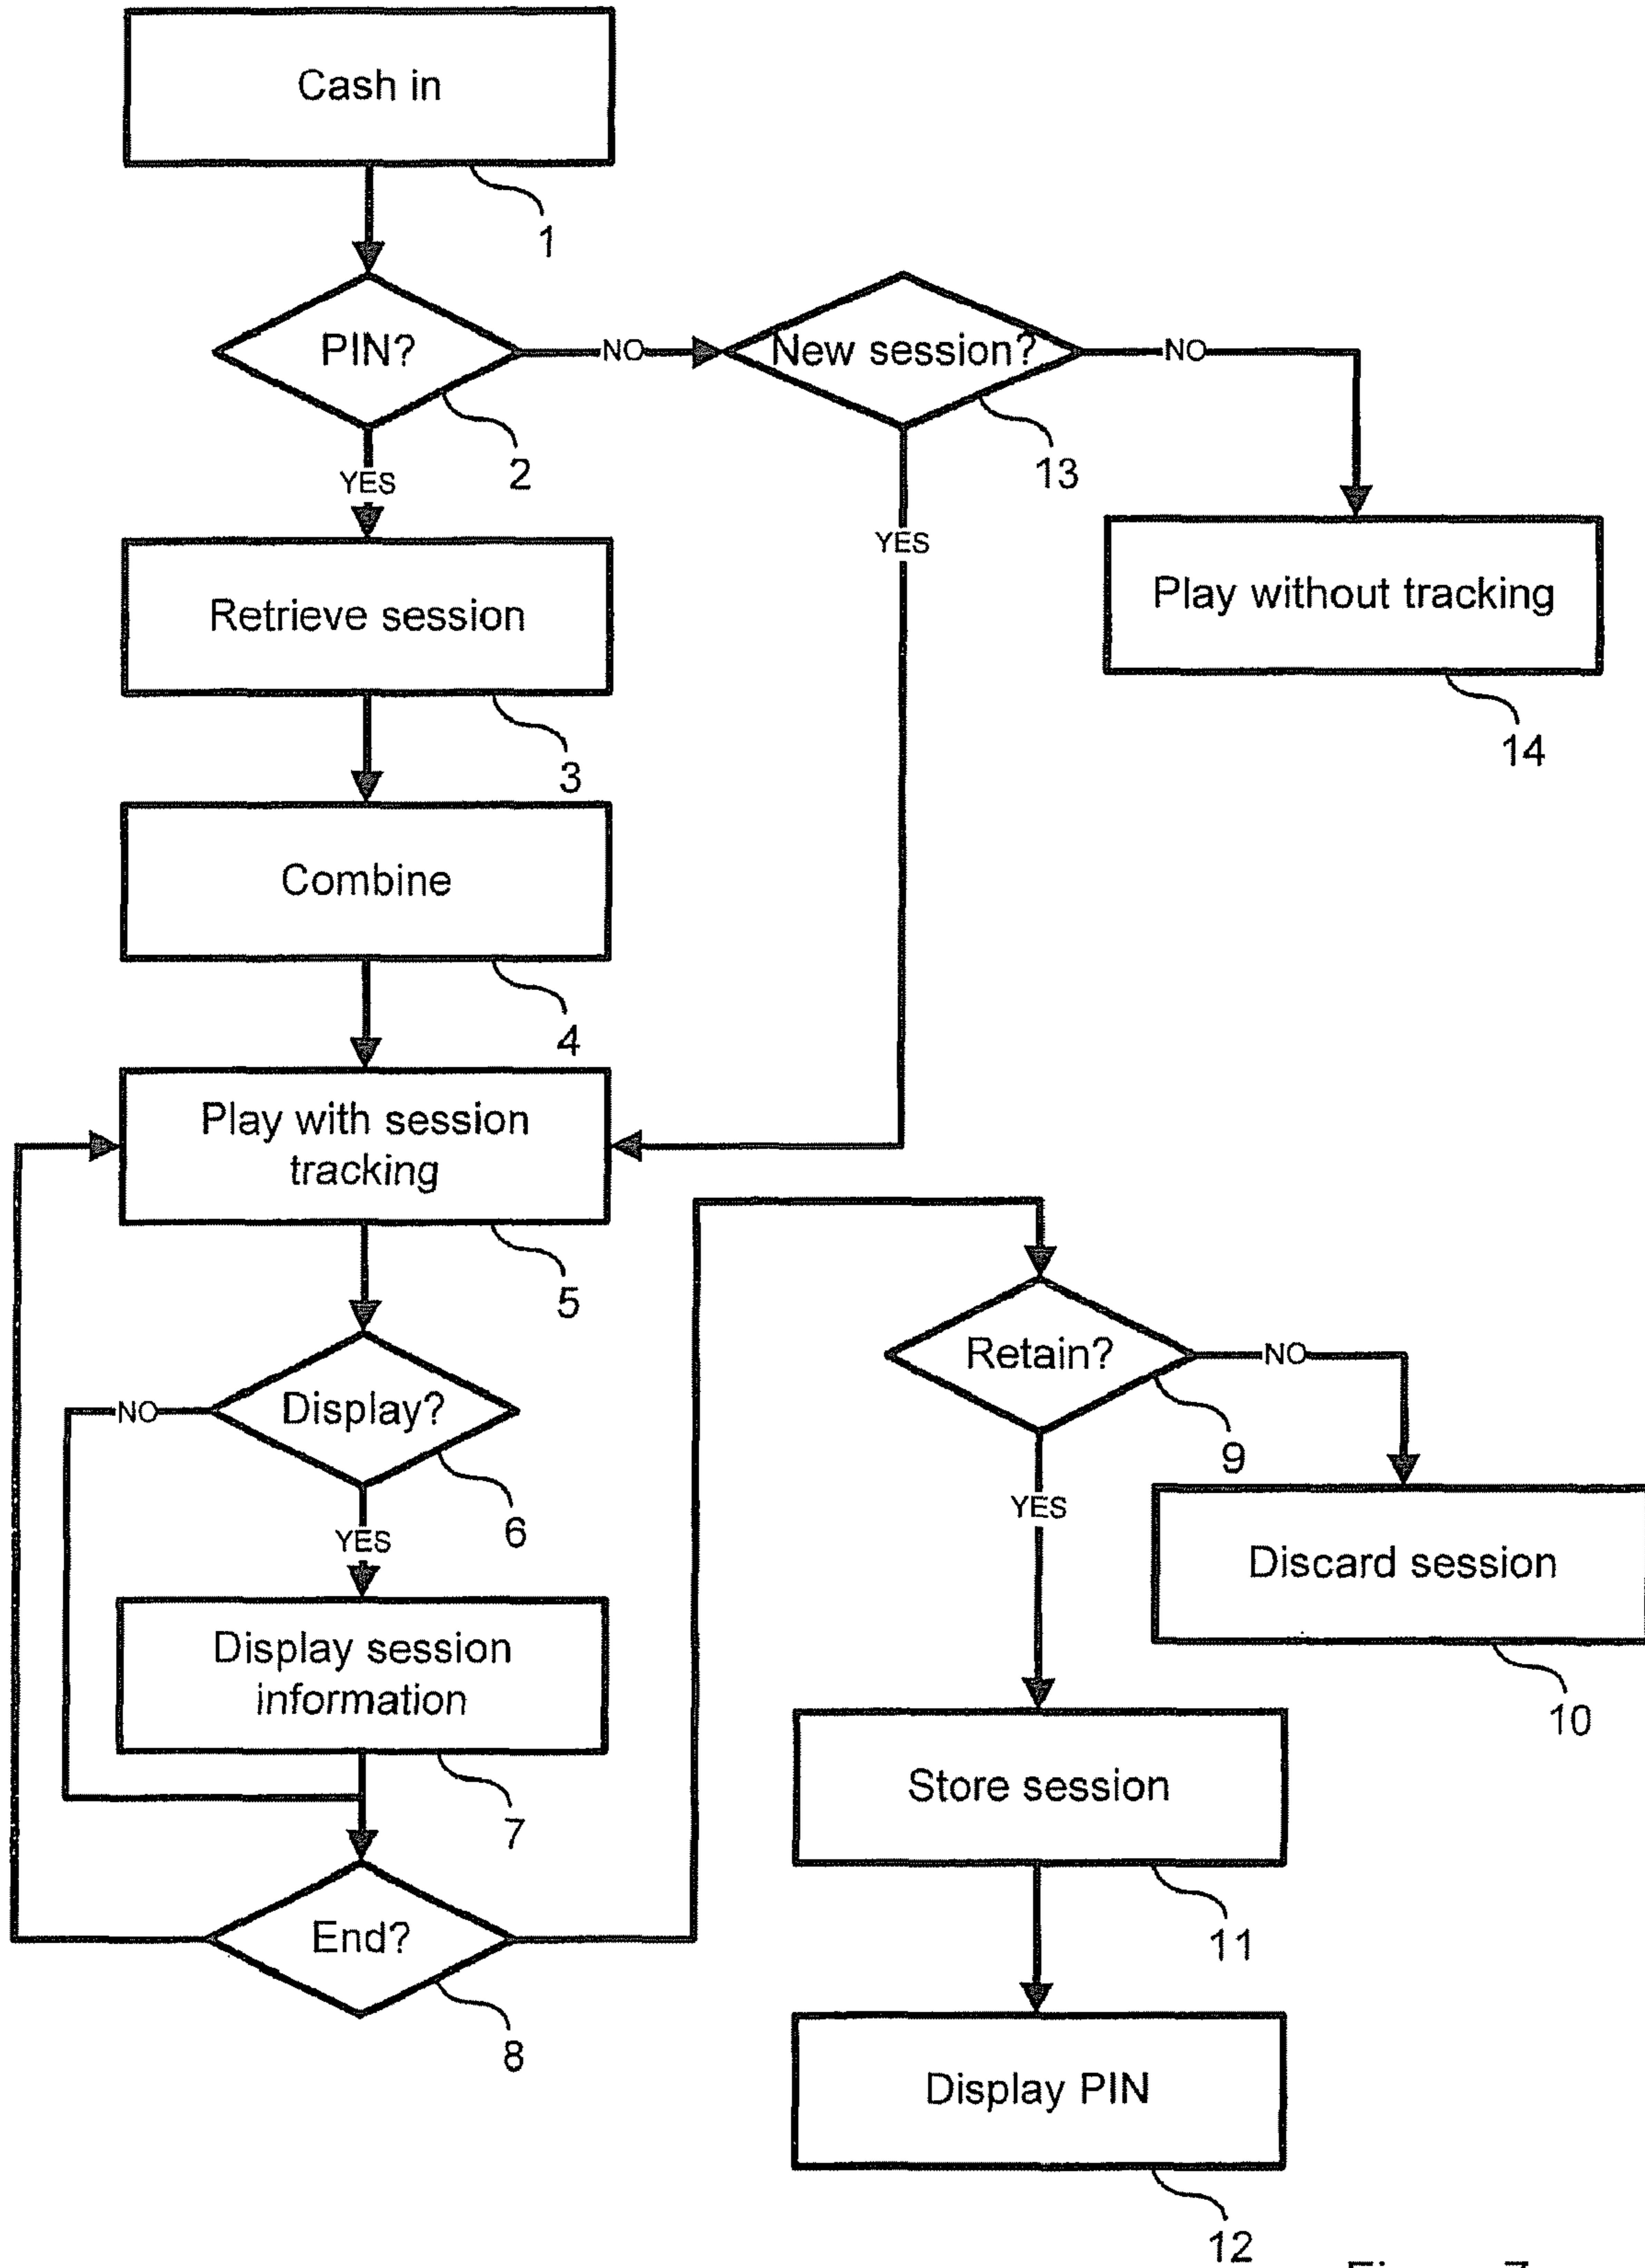 Cash in
1
PIN?
NO
New session?
NO
2
13
YES
YES
Retrieve session
Play without tracking
3
14
Combine
4
Play with session
tracking
5
Retain?
NO
Display?
NO
9
YES
6
YES
Discard session
Display session
information
10
Store session
7
End?
11
8
Display PIN
12